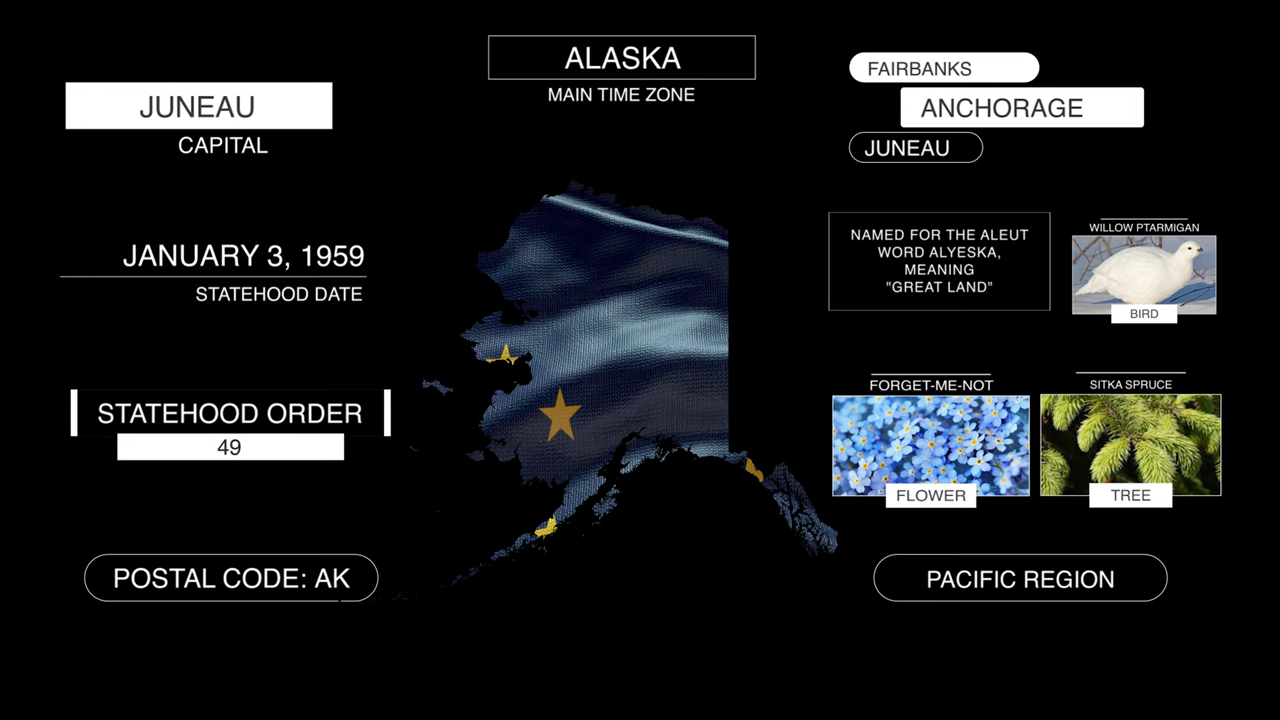 ALASKA
MAIN TIME ZONE
JUNEAU
CAPITAL
JANUARY 3, 1959
STATEHOOD DATE
STATEHOOD ORDER
49
POSTAL CODE: AK
FAIRBANKS
ANCHORAGE
JUNEAU
NAMED FOR THE ALEUT
WORD ALYESKA,
MEANING
"GREAT LAND"
WILLOW PTARMIGAN
BIRD
FORGET-ME-NOT
FLOWER
SITKA SPRUCE
TREE
PACIFIC REGION